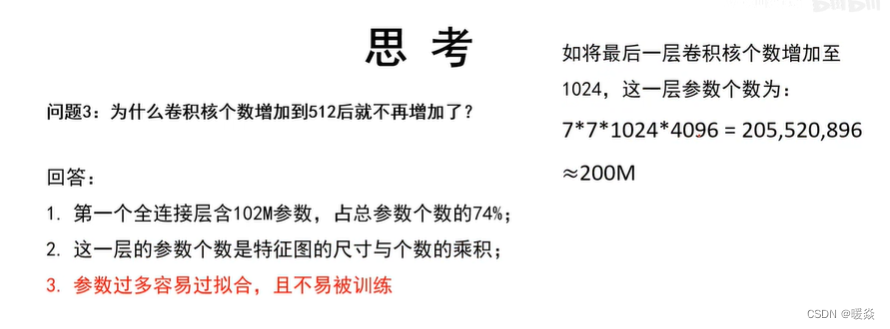 思 考
问题3：为什么卷积核个数增加到512后就不再增加了？
回答：
1. 第一个全连接层含102M参数，占总参数个数的74%；
2. 这一层的参数个数是特征图的尺寸与个数的乘积；
3. 参数过多容易过拟合，且不易被训练
如将最后一层卷积核个数增加至
1024，这一层参数个数为：
7*7*1024*4096 = 205,520,896
≈200M
CSDN @暖焱